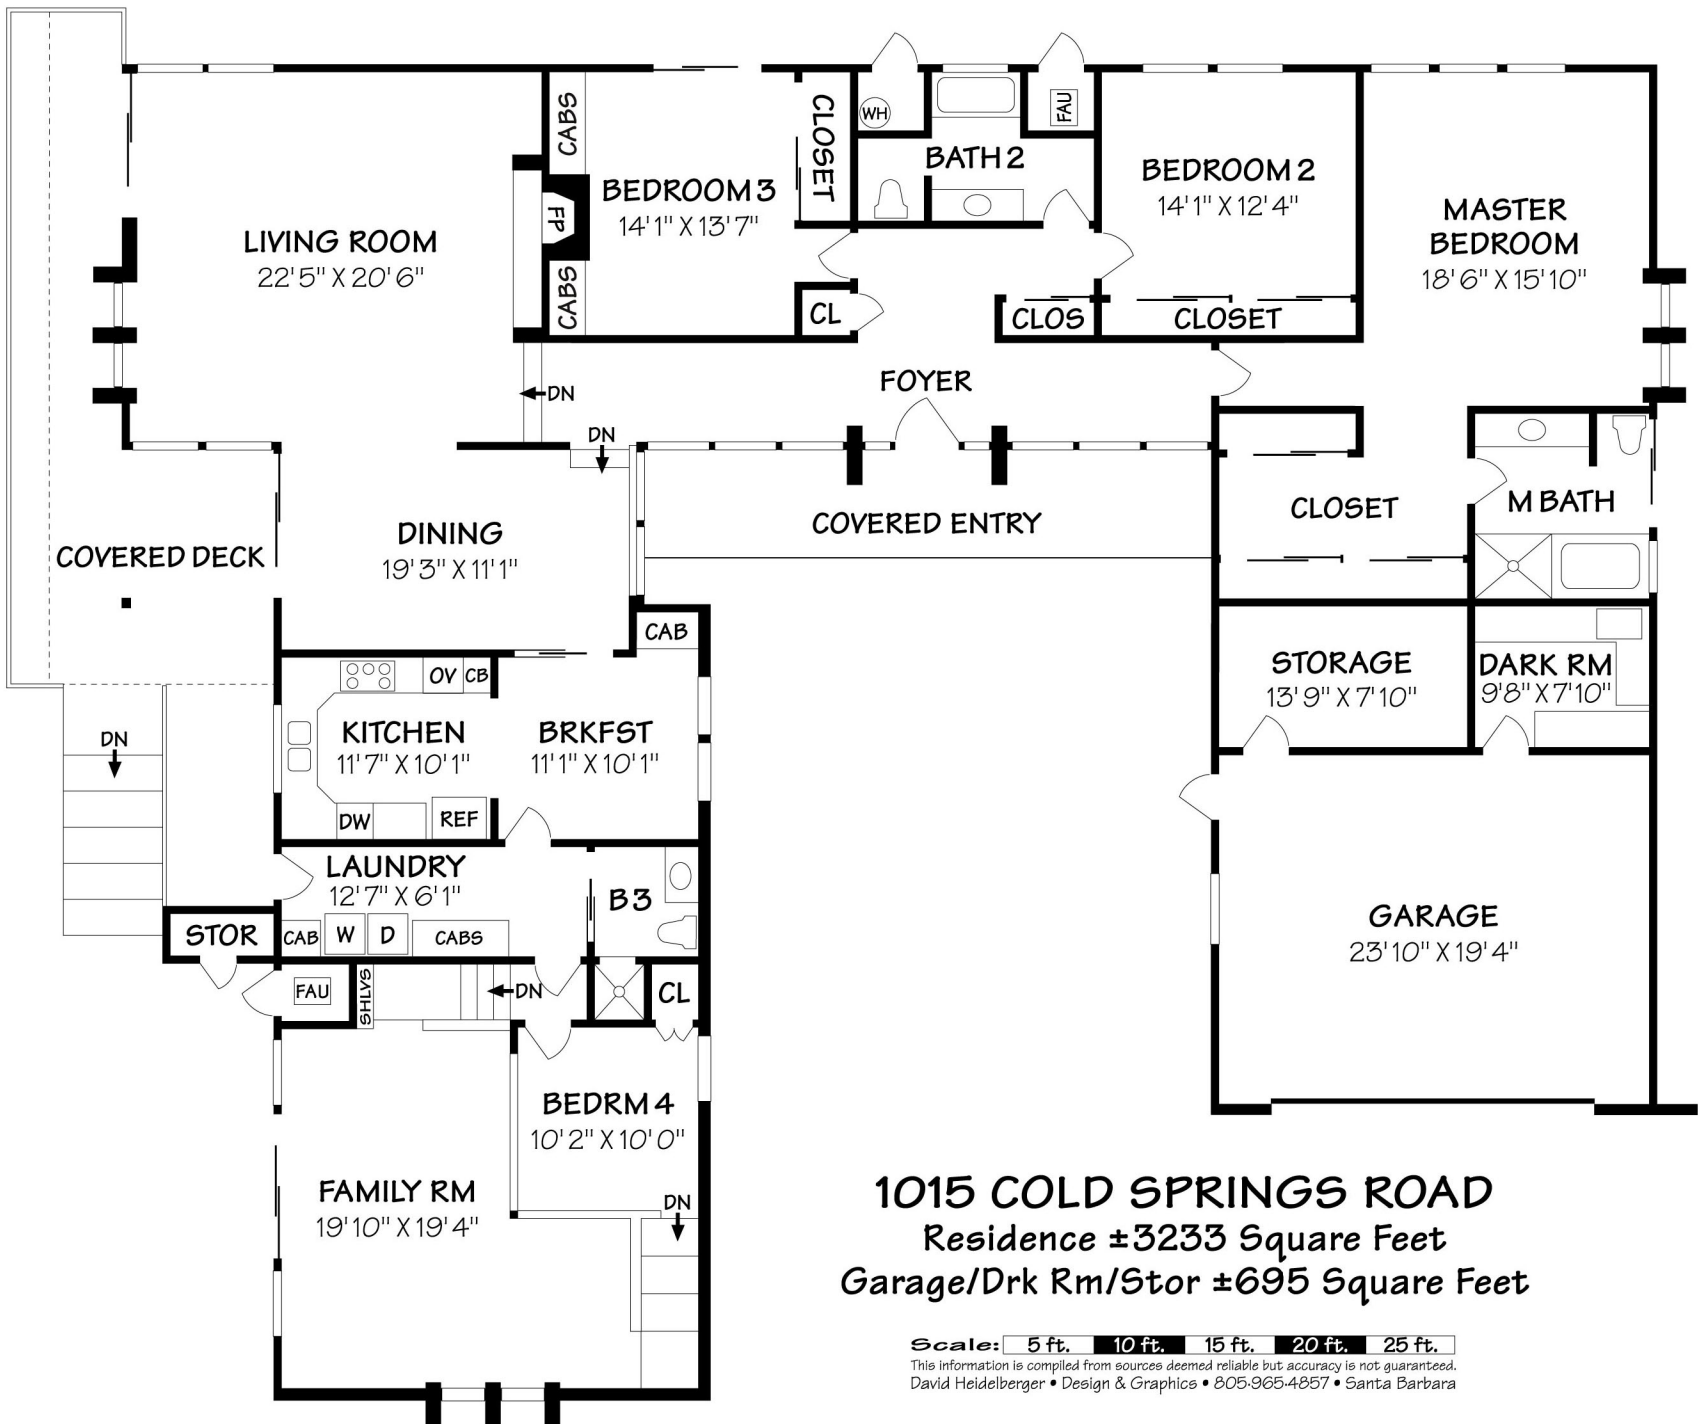 CABS
CLOSET
WH
FAU
BATH 2
BEDROOM 3
14'1" X 13'7"
BEDROOM 2
14'1" X 12'4"
MASTER
BEDROOM
18'6" X 15'10"
LIVING ROOM
22'5" X 20'6"
FP
CABS
CL
CLOS
CLOSET
FOYER
DN
DN
COVERED ENTRY
CLOSET
M BATH
DINING
19'3" X 11'1"
COVERED DECK
CAB
STORAGE
13'9" X 7'10"
DARK RM
9'8" X 7'10"
OV
CB
KITCHEN
11'7" X 10'1"
BRKFST
11'1" X 10'1"
DN
DW
REF
LAUNDRY
12'7" X 6'1"
B3
STOR
CAB
W
D
CABS
GARAGE
23'10" X 19'4"
FAU
SHLVS
DN
CL
BEDRM 4
10'2" X 10'0"
FAMILY RM
19'10" X 19'4"
DN
1015 COLD SPRINGS ROAD
Residence ±3233 Square Feet
Garage/Drk Rm/Stor ±695 Square Feet
Scale: 5 ft. 10 ft. 15 ft. 20 ft. 25 ft.
This information is compiled from sources deemed reliable but accuracy is not guaranteed.
David Heidelberger • Design & Graphics • 805·965·4857 • Santa Barbara